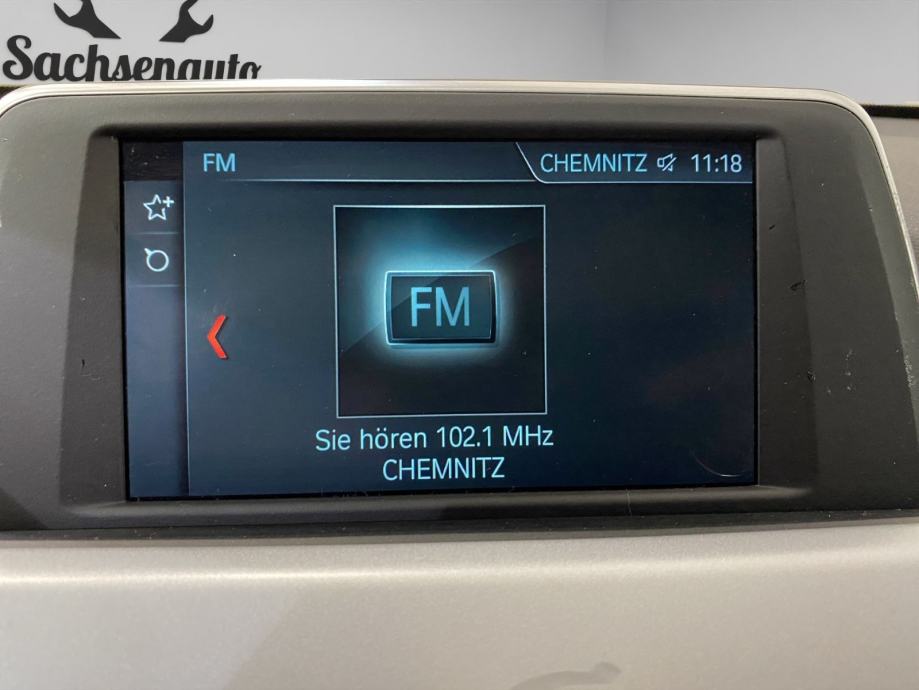 Sachsenauto
FM
CHEMNITZ 11:18
FM
Sie hören 102.1 MHz
CHEMNITZ